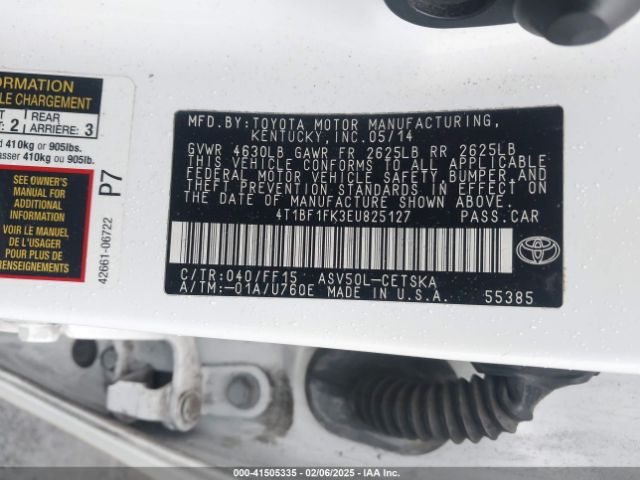 ORMATION
LE CHARGEMENT
2
REAR
ARRIÈRE: 3
410kg or 905lbs.
asser 410kg ou 905lb.
SEE OWNER'S
MANUAL FOR
ADDITIONAL
INFORMATION
VOIR LE MANUEL
DE L'USAGER
POUR PLUS DE
RENSEIGNEMENTS
P7
42661-06722
MFD.BY:TOYOTA MOTOR MANUFACTURING,
KENTUCKY, INC.05/14
GVWR 4630LB GAWR FR 2625LB RR 2625LB
THIS VEHICLE CONFORMS TO ALL APPLICABLE
FEDERAL MOTOR VEHICLE SAFETY, BUMPER,AND
THEFT PREVENTION STANDARDS IN EFFECT ON
THE DATE OF MANUFACTURE SHOWN ABOVE.
4T1BF1FK3EU825127 PASS.CAR
C/TR:040/FF15 ASV50L-CETSKA
A/TM:-01A/U760E MADE IN U.S.A.
55385
TOYOTA
000-41505335 - 02/06/2025 - IAA Inc.